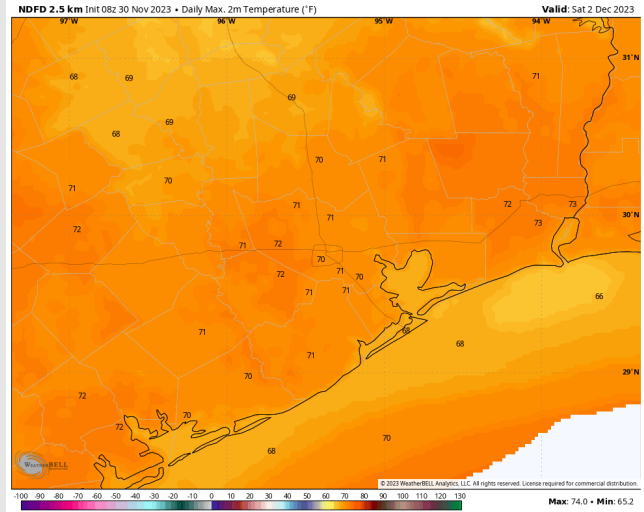 NDFD 2.5 km Init 08z 30 Nov 2023 • Daily Max. 2m Temperature (°F) Valid: Sat 2 Dec 2023
97°W 96°W 95°W 94°W
31°N
68 69 71
69
69
68
70 71
70
71
71 72 73
71 30°N
73
72
71 72
70
72 71 70
71 71
66
71 68
68
71
70 29°N
72
70
72
70
68
WEATHERBELL
© 2023 WeatherBELL Analytics, LLC. All rights reserved. License required for commercial distribution.
-100 -90 -80 -70 -60 -50 -40 -30 -20 -10 0 10 20 30 40 50 60 70 80 90 100 110 120 130
Max: 74.0 • Min: 65.2